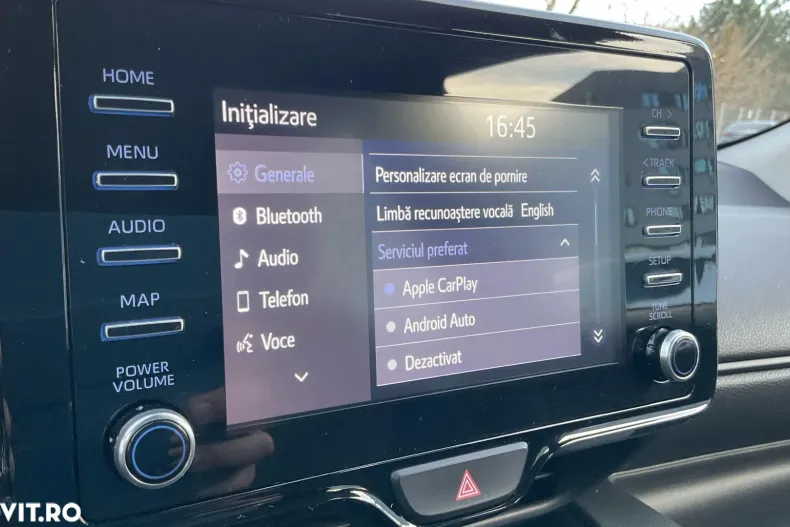 HOME
MENU
AUDIO
MAP
POWER
VOLUME
Inițializare
16:45
Generale
Bluetooth
Audio
Telefon
Voce
Personalizare ecran de pornire
Limbă recunoaștere vocală English
Serviciul preferat
Apple CarPlay
Android Auto
Dezactivat
CH >
< TRACK
PHONE
SETUP
TUNE
SCROLL
VIT.RO